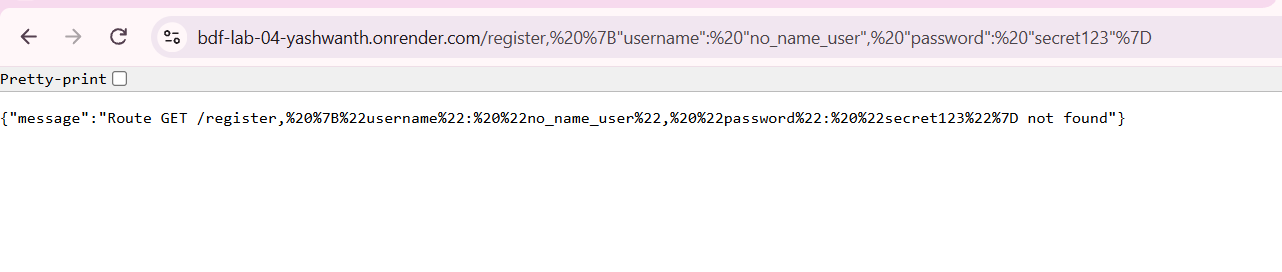 bdf-lab-04-yashwanth.onrender.com/register,%20%7B"username":%20"no_name_user",%20"password":%20"secret123"%7D
Pretty-print
{"message":"Route GET /register,%20%7B%22username%22:%20%22no_name_user%22,%20%22password%22:%20%22secret123%22%7D not found"}